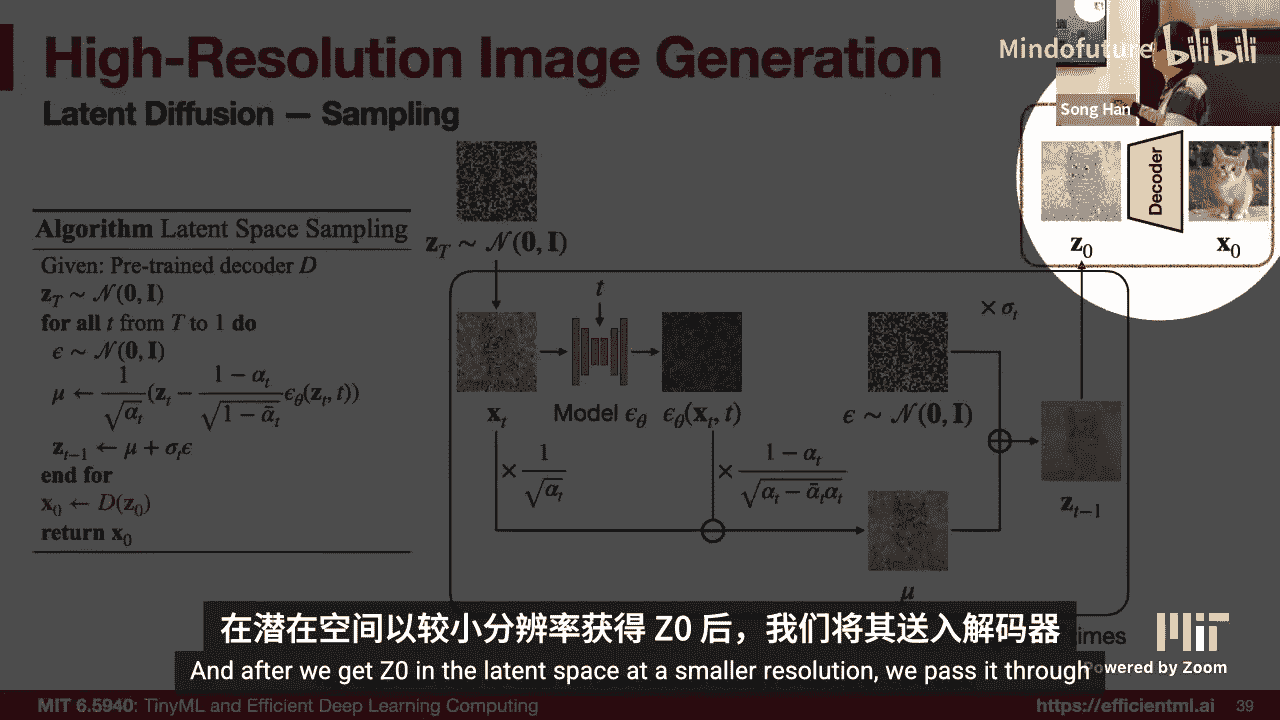 High-Resolution Image Generation
Mindofuture bilibili
Latent Diffusion — Sampling
Song Han
Algorithm Latent Space Sampling
Given: Pre-trained decoder D
z_T ∼ 𝒩(0, I)
for all t from T to 1 do
ϵ ∼ 𝒩(0, I)
μ ← 1/√α_t (z_t − (1 − α_t)/√(1 − ᾱ_t) ϵ_θ(z_t, t))
z_{t−1} ← μ + σ_tϵ
end for
x_0 ← D(z_0)
return x_0
z_T ∼ 𝒩(0, I)
Decoder
z_0
x_0
t
× σ_t
x_t
Model ϵ_θ
ϵ_θ(x_t, t)
ϵ ∼ 𝒩(0, I)
× 1/√α_t
× (1 − α_t)/√(α_t − ᾱ_tα_t)
z_{t−1}
μ
times
在潜在空间以较小分辨率获得 Z0 后，我们将其送入解码器
And after we get Z0 in the latent space at a smaller resolution, we pass it through
MIT
Powered by Zoom
MIT 6.5940: TinyML and Efficient Deep Learning Computing
https://efficientml.ai
39